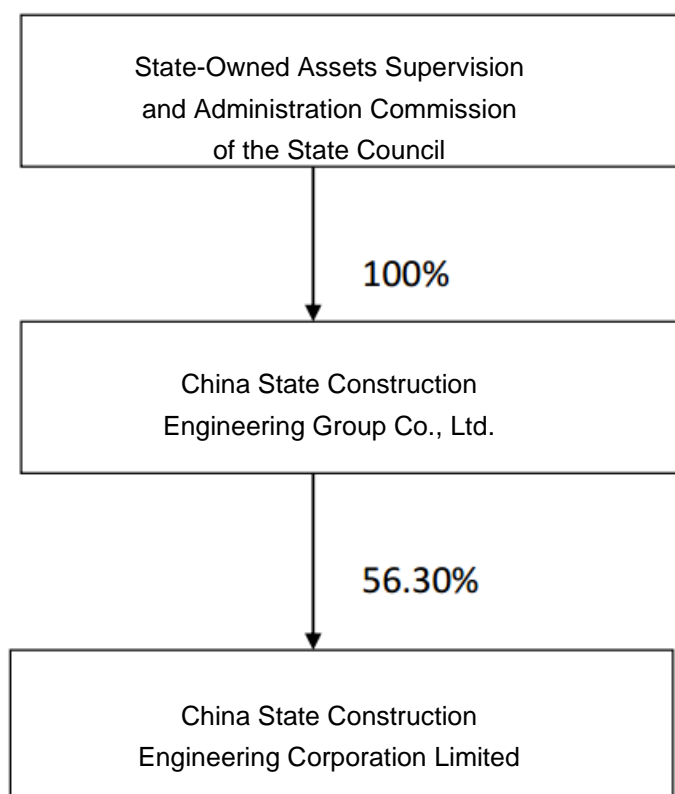 State-Owned Assets Supervision
and Administration Commission
of the State Council
100%
China State Construction
Engineering Group Co., Ltd.
56.30%
China State Construction
Engineering Corporation Limited